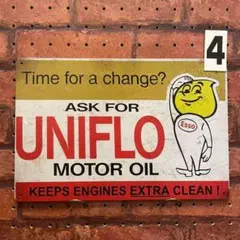 4
Time for a change?
ASK FOR
UNIFLO
Esso
MOTOR OIL
KEEPS ENGINES EXTRA CLEAN!